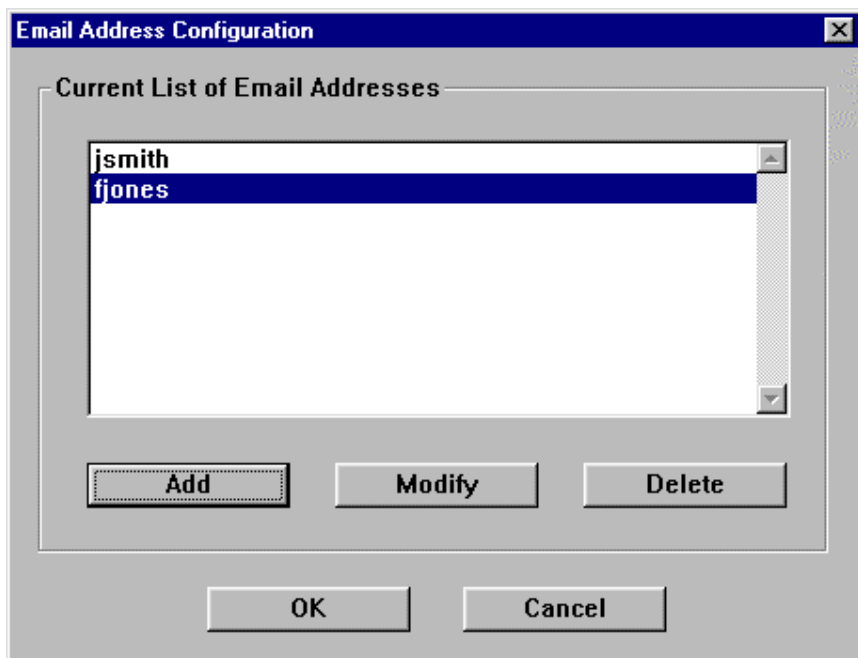 Email Address Configuration
Current List of Email Addresses
jsmith
fjones
Add Modify Delete
OK Cancel